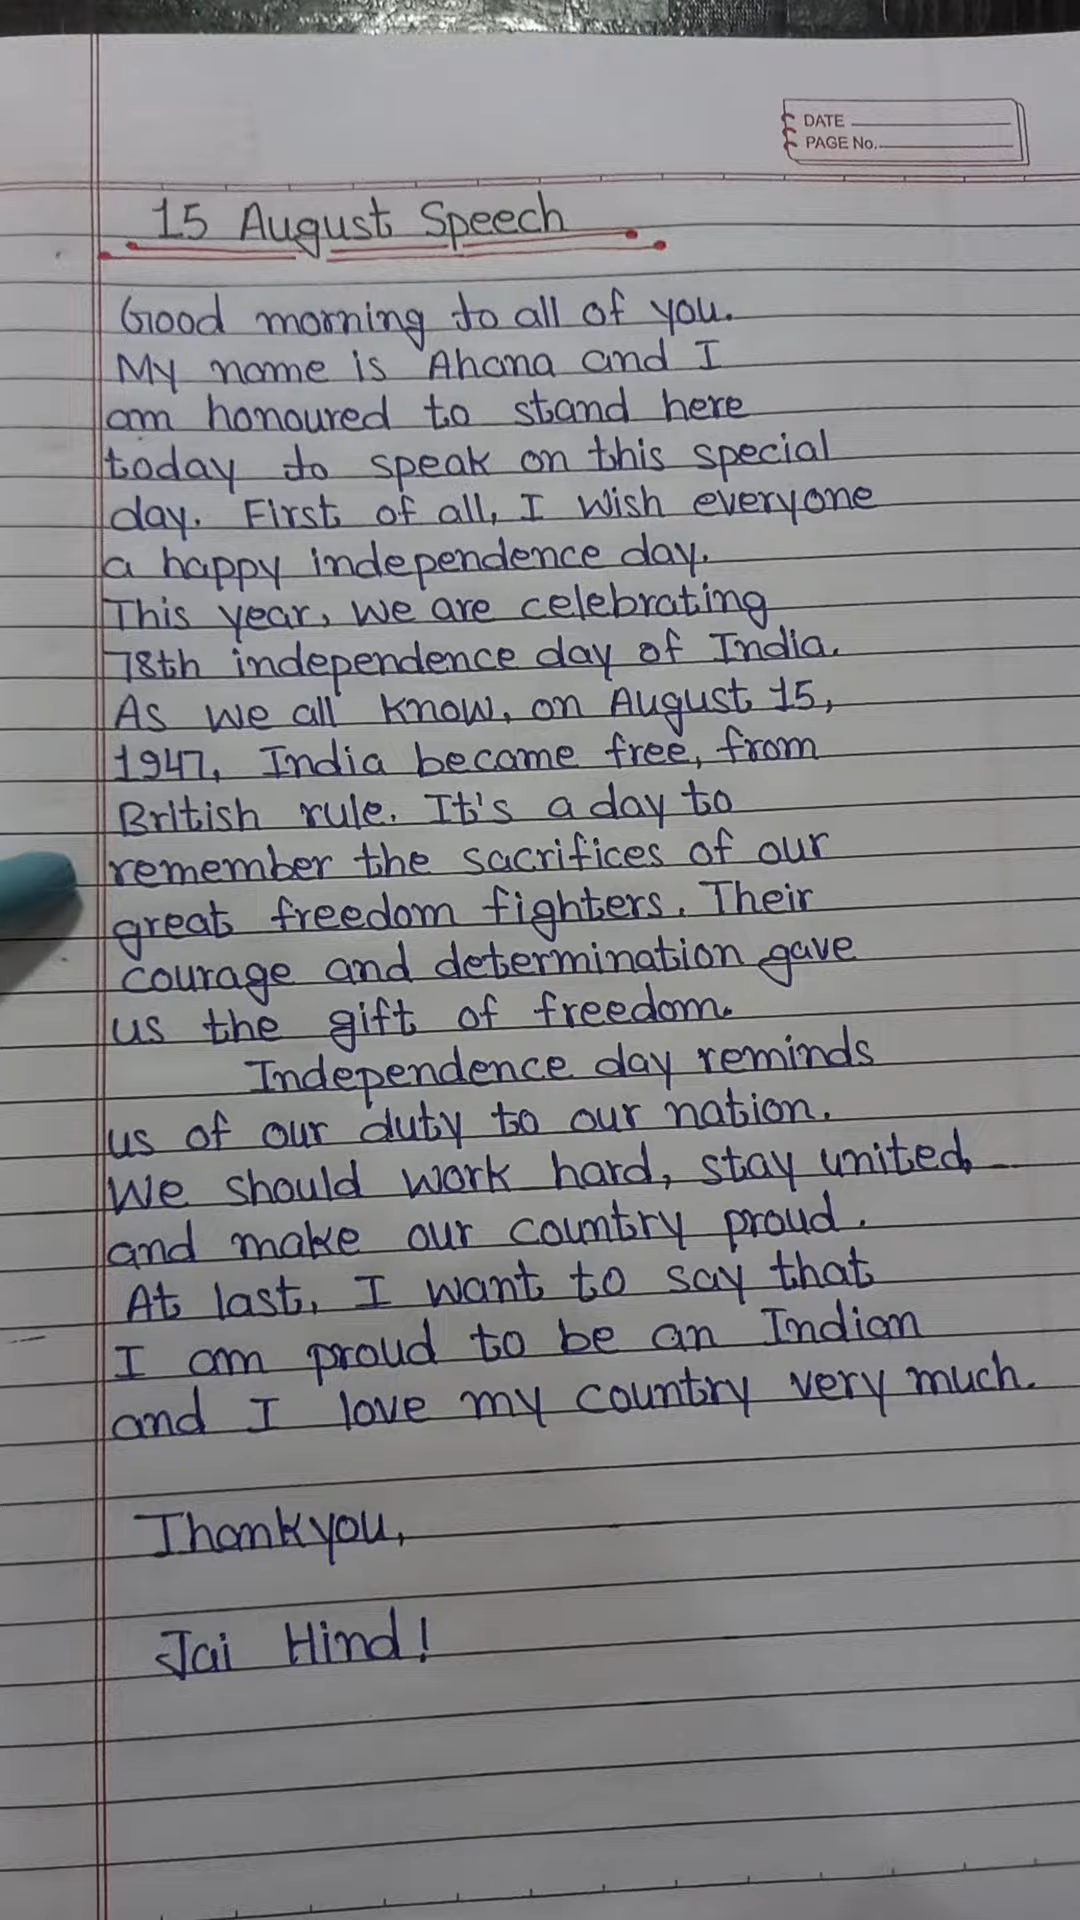 DATE
PAGE No.
15 August Speech
Good morning to all of you.
My name is Ahana and I
am honoured to stand here
today to speak on this special
day. First of all, I wish everyone
a happy independence day.
This year, we are celebrating
78th independence day of India.
As we all know, on August 15,
1947, India became free, from
British rule. It's a day to
remember the sacrifices of our
great freedom fighters. Their
courage and determination gave
us the gift of freedom.
Independence day reminds
us of our duty to our nation.
We should work hard, stay united,
and make our country proud.
At last, I want to say that
I am proud to be an Indian
and I love my country very much.
Thankyou,
Jai Hind!